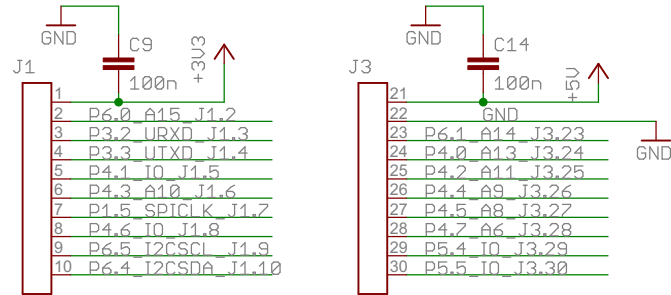 GND
C9
100n
+3V3
J1
1
2 P6.0_A15_J1.2
3 P3.2_URXD_J1.3
4 P3.3_UTXD_J1.4
5 P4.1_IO_J1.5
6 P4.3_A10_J1.6
7 P1.5_SPICLK_J1.7
8 P4.6_IO_J1.8
9 P6.5_I2CSCL_J1.9
10 P6.4_I2CSDA_J1.10
GND
C14
100n
+5V
J3
21
22 GND
GND
23 P6.1_A14_J3.23
24 P4.0_A13_J3.24
25 P4.2_A11_J3.25
26 P4.4_A9_J3.26
27 P4.5_A8_J3.27
28 P4.7_A6_J3.28
29 P5.4_IO_J3.29
30 P5.5_IO_J3.30